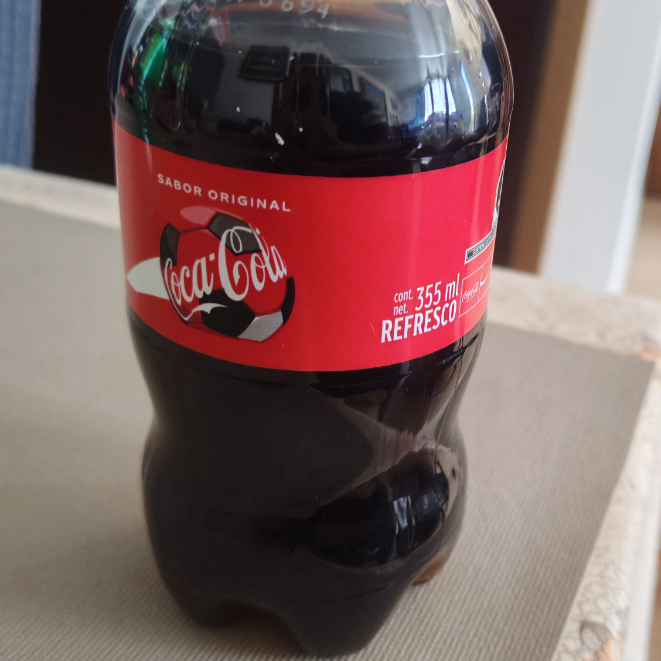 SABOR ORIGINAL
Coca-Cola
cont. net. 355 ml
REFRESCO